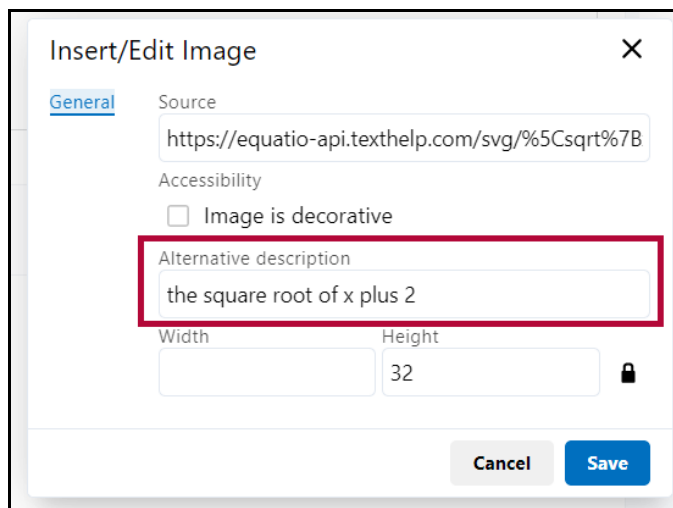 Insert/Edit Image
General
Source
https://equatio-api.texthelp.com/svg/%5Csqrt%7B
Accessibility
Image is decorative
Alternative description
the square root of x plus 2
Width Height
32
Cancel Save